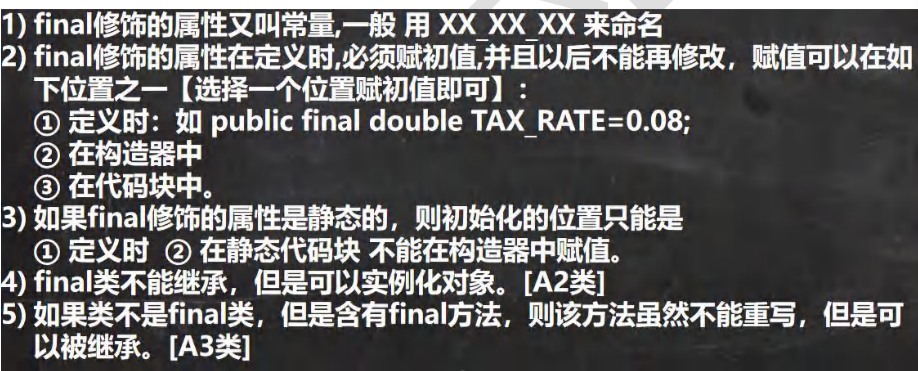 1) final修饰的属性又叫常量,一般 用 XX_XX_XX 来命名
2) final修饰的属性在定义时,必须赋初值,并且以后不能再修改，赋值可以在如
下位置之一【选择一个位置赋初值即可】：
① 定义时：如 public final double TAX_RATE=0.08;
② 在构造器中
③ 在代码块中。
3) 如果final修饰的属性是静态的，则初始化的位置只能是
① 定义时 ② 在静态代码块 不能在构造器中赋值。
4) final类不能继承，但是可以实例化对象。[A2类]
5) 如果类不是final类，但是含有final方法，则该方法虽然不能重写，但是可
以被继承。[A3类]